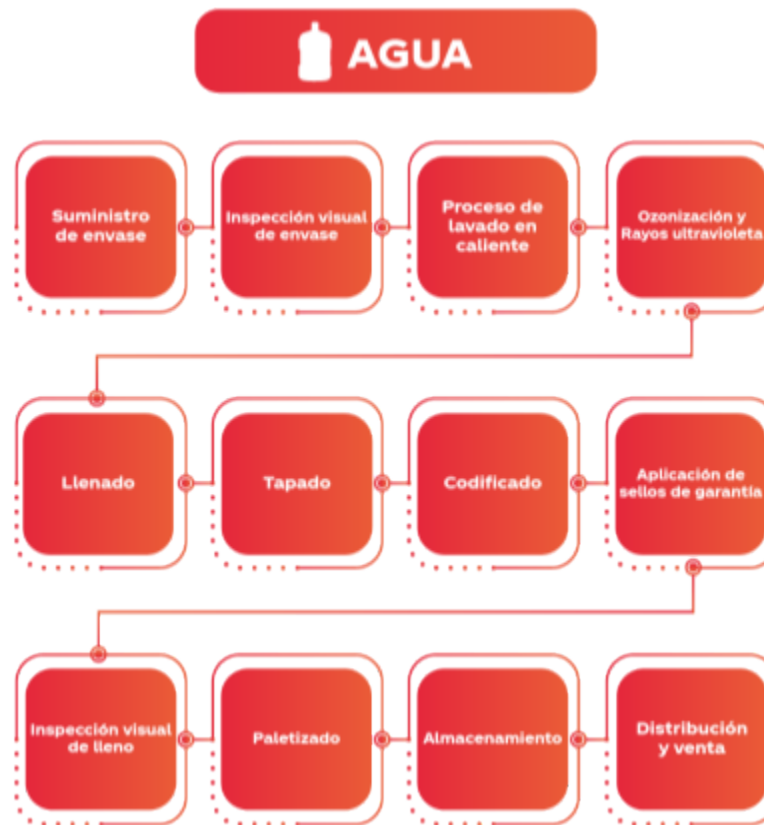 AGUA
Suministro
de envase
Inspección visual
de envase
Proceso de
lavado en
caliente
Ozonización y
Rayos ultravioleta
Llenado
Tapado
Codificado
Aplicación de
sellos de garantía
Inspección visual
de lleno
Paletizado
Almacenamiento
Distribución
y venta